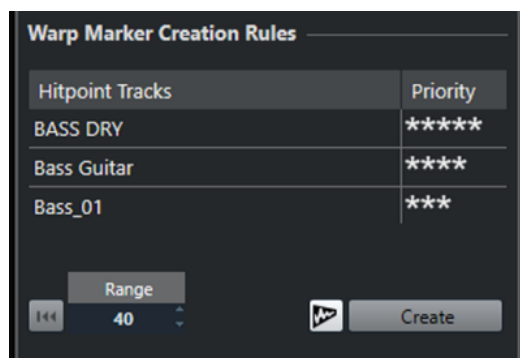 Warp Marker Creation Rules
Hitpoint Tracks Priority
BASS DRY *****
Bass Guitar ****
Bass_01 ***
Range
40 Create